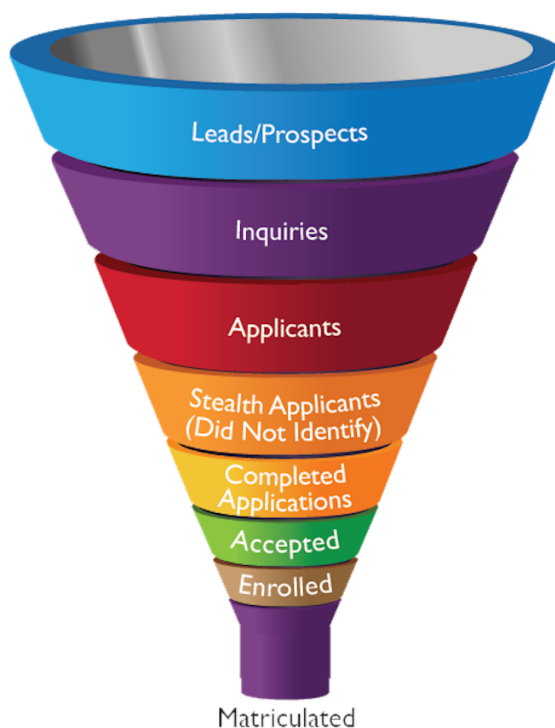 Leads/Prospects
Inquiries
Applicants
Stealth Applicants
(Did Not Identify)
Completed
Applications
Accepted
Enrolled
Matriculated